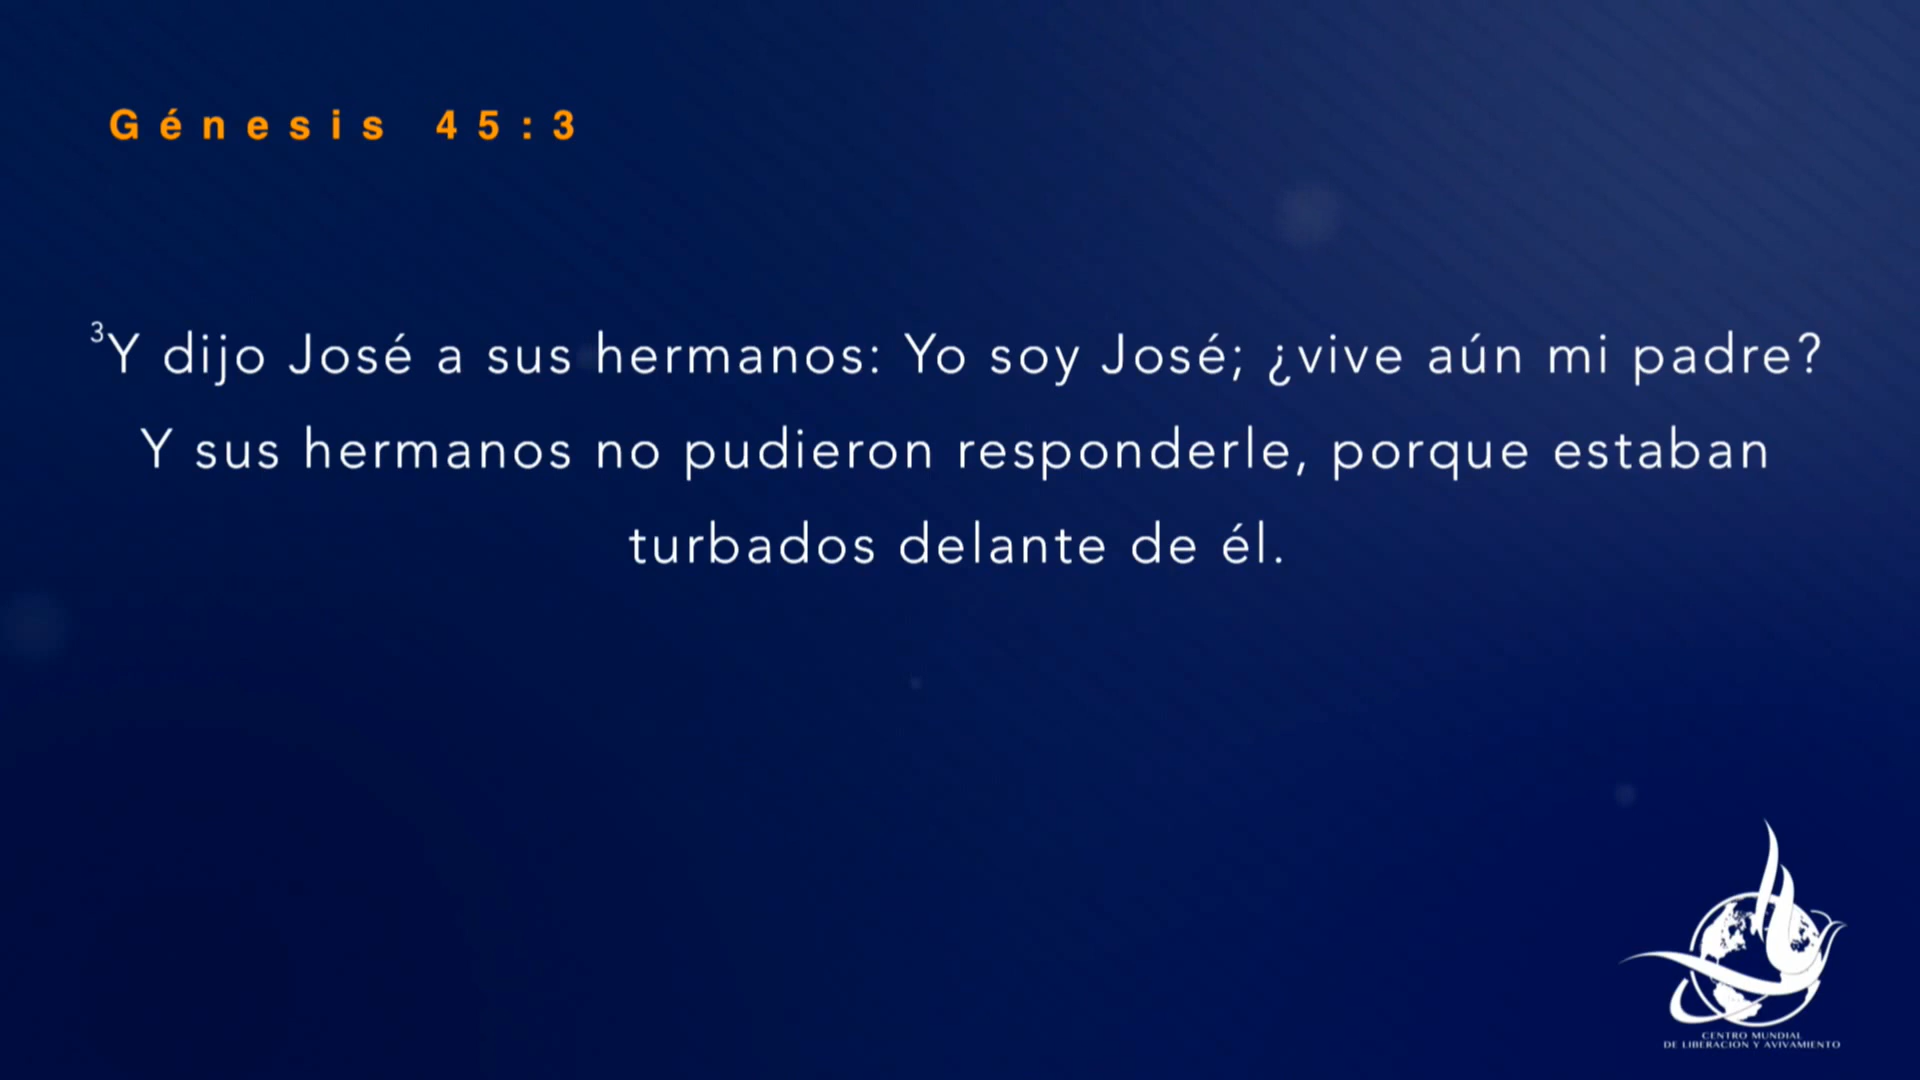 Génesis 45:3
³Y dijo José a sus hermanos: Yo soy José; ¿vive aún mi padre?
Y sus hermanos no pudieron responderle, porque estaban
turbados delante de él.
CENTRO MUNDIAL
DE LIBERACION Y AVIVAMIENTO